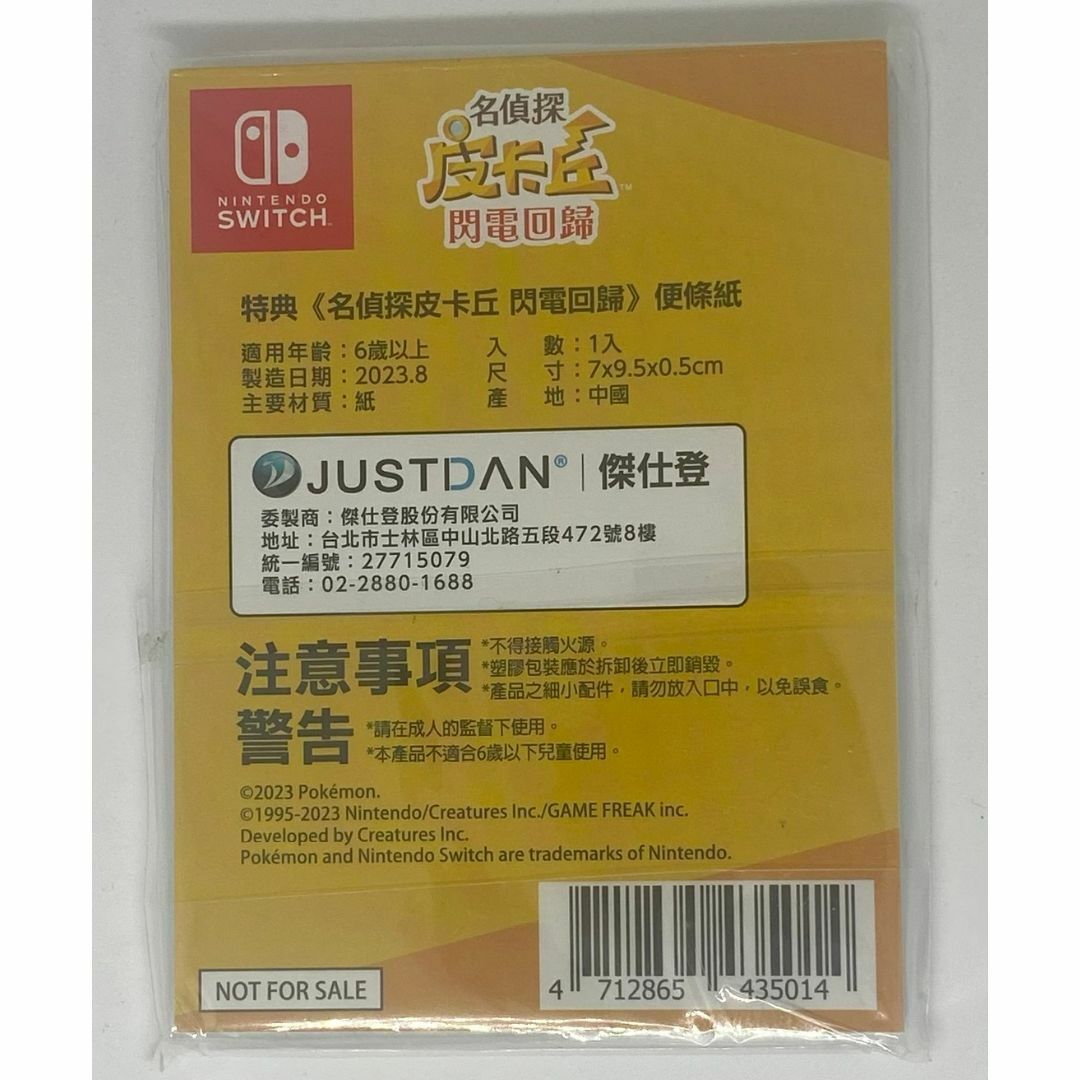 NINTENDO
SWITCH
名偵探
皮卡丘™
閃電回歸
特典《名偵探皮卡丘 閃電回歸》便條紙
適用年齡：6歲以上 入 數：1入
製造日期：2023.8 尺 寸：7x9.5x0.5cm
主要材質：紙 產 地：中國
JUSTDAN® | 傑仕登
委製商：傑仕登股份有限公司
地址：台北市士林區中山北路五段472號8樓
統一編號：27715079
電話：02-2880-1688
注意事項
*不得接觸火源。
*塑膠包裝應於拆卸後立即銷毀。
*產品之細小配件，請勿放入口中，以免誤食。
警告
*請在成人的監督下使用。
*本產品不適合6歲以下兒童使用。
©2023 Pokémon.
©1995-2023 Nintendo/Creatures Inc./GAME FREAK inc.
Developed by Creatures Inc.
Pokémon and Nintendo Switch are trademarks of Nintendo.
NOT FOR SALE
4 712865 435014